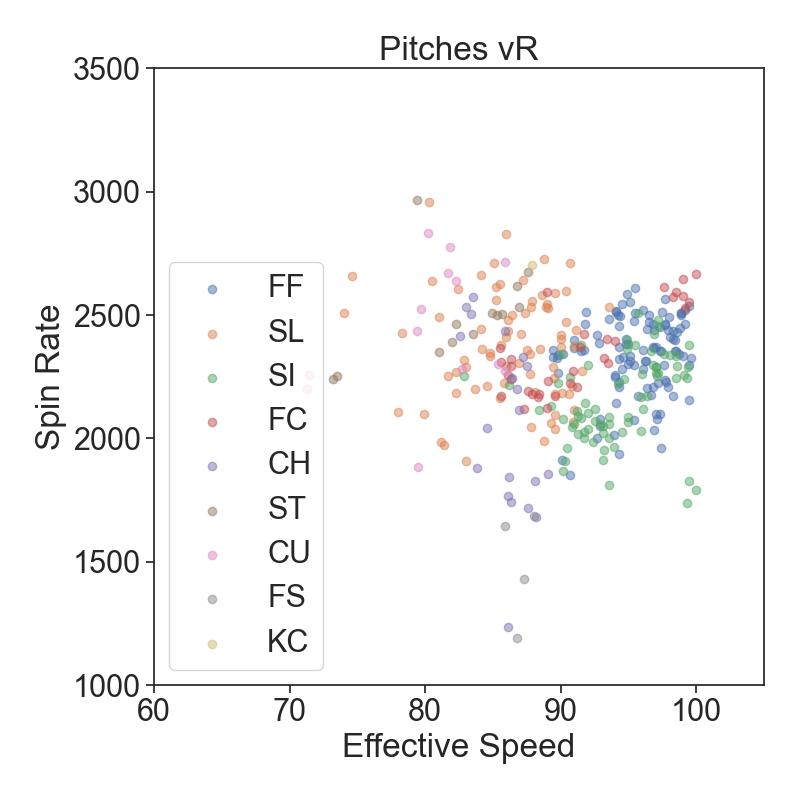 Pitches vR
3500
3000
2500
2000
1500
1000
Spin Rate
FF
SL
SI
FC
CH
ST
CU
FS
KC
60 70 80 90 100
Effective Speed